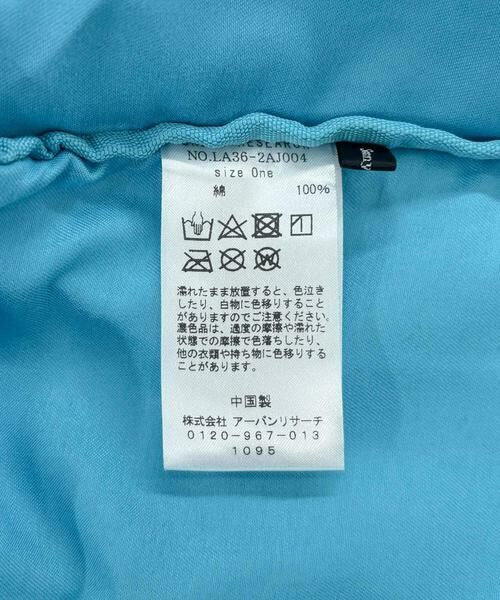 RESEARCH
NO.LA36-2AJ004
size One
綿 100%
濡れたまま放置すると、色泣き
したり、白物に色移りすること
がありますのでご注意ください。
濃色品は、過度の摩擦や濡れた
状態での摩擦で色落ちしたり、
他の衣類や持ち物に色移りする
ことがあります。
中国製
株式会社 アーバンリサーチ
0120-967-013
1095